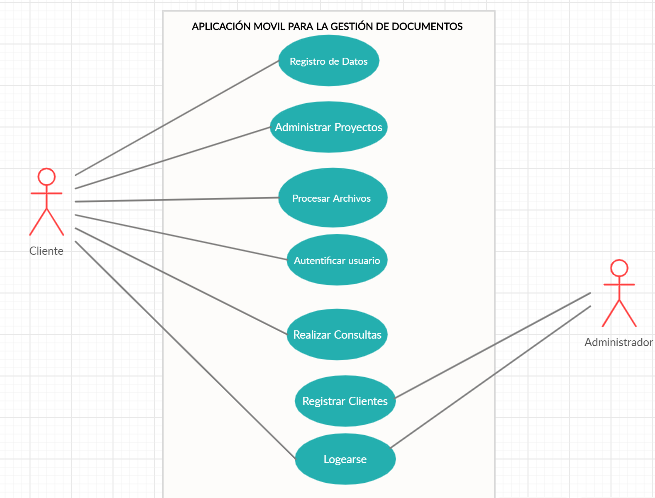 APLICACIÓN MOVIL PARA LA GESTIÓN DE DOCUMENTOS
Registro de Datos
Administrar Proyectos
Procesar Archivos
Cliente
Autentificar usuario
Realizar Consultas
Administrador
Registrar Clientes
Logearse